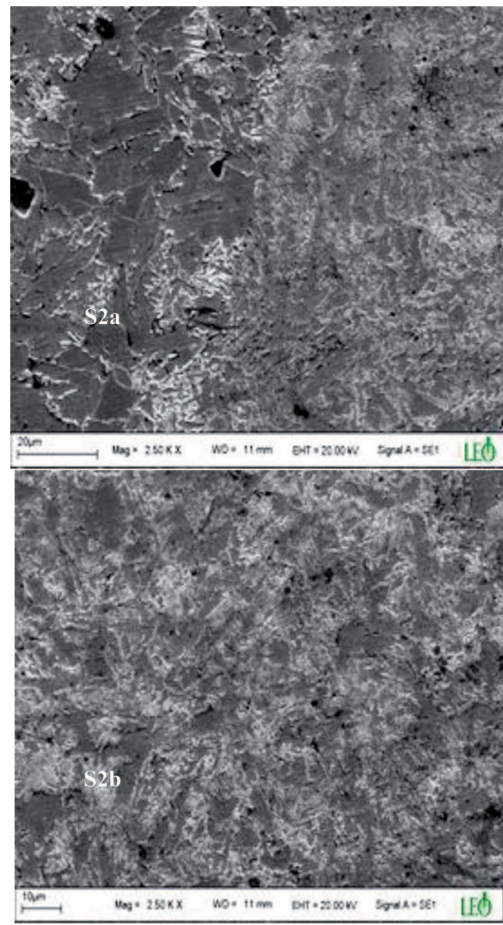 S2a
20µm
Mag = 2.50 K X WD = 11 mm EHT = 20.00 kV Signal A = SE1 LEO
S2b
10µm
Mag = 2.50 K X WD = 11 mm EHT = 20.00 kV Signal A = SE1 LEO